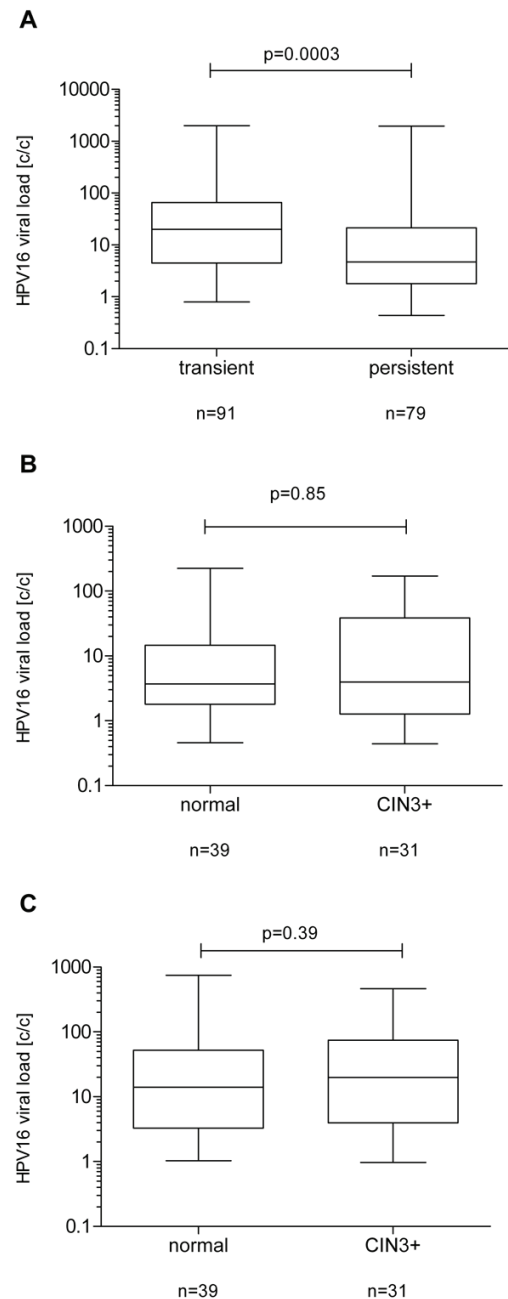 A
p=0.0003
HPV16 viral load [c/c]
10000
1000
100
10
1
0.1
transient persistent
n=91 n=79
B
p=0.85
HPV16 viral load [c/c]
1000
100
10
1
0.1
normal CIN3+
n=39 n=31
C
p=0.39
HPV16 viral load [c/c]
1000
100
10
1
0.1
normal CIN3+
n=39 n=31